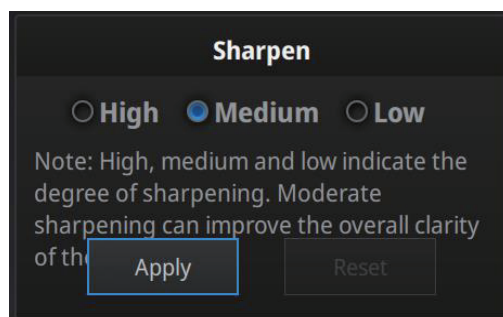 Sharpen
High Medium Low
Note: High, medium and low indicate the
degree of sharpening. Moderate
sharpening can improve the overall clarity
of
Apply Reset